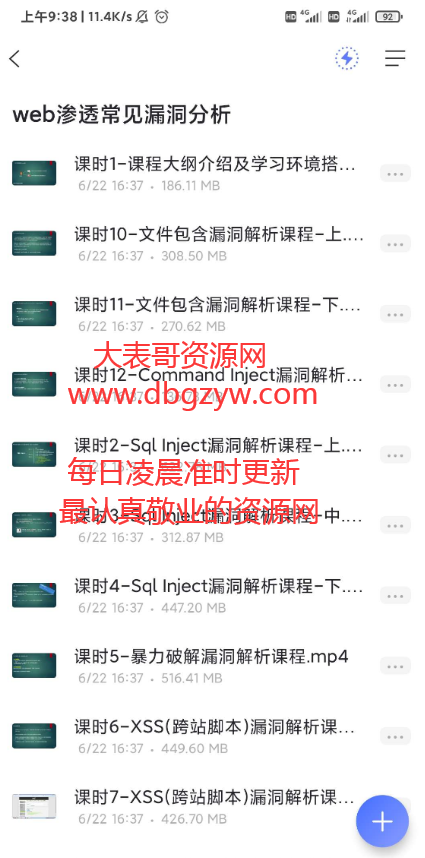 上午9:38 | 11.4K/s
HD 4G HD 4G 92
web渗透常见漏洞分析
课时1-课程大纲介绍及学习环境搭...
6/22 16:37 · 186.11 MB
课时10-文件包含漏洞解析课程-上....
6/22 16:37 · 308.50 MB
课时11-文件包含漏洞解析课程-下....
6/22 16:37 · 270.62 MB
大表哥资源网
课时12-Command Inject漏洞解析...
www.dbgzyw.com
课时2-Sql Inject漏洞解析课程-上....
每日凌晨准时更新
最认真敬业的资源网
课时3-Sql Inject漏洞解析课程-中....
6/22 16:37 · 312.87 MB
课时4-Sql Inject漏洞解析课程-下....
6/22 16:37 · 447.20 MB
课时5-暴力破解漏洞解析课程.mp4
6/22 16:37 · 516.41 MB
课时6-XSS(跨站脚本)漏洞解析课...
6/22 16:37 · 449.60 MB
课时7-XSS(跨站脚本)漏洞解析课...
6/22 16:37 · 426.70 MB